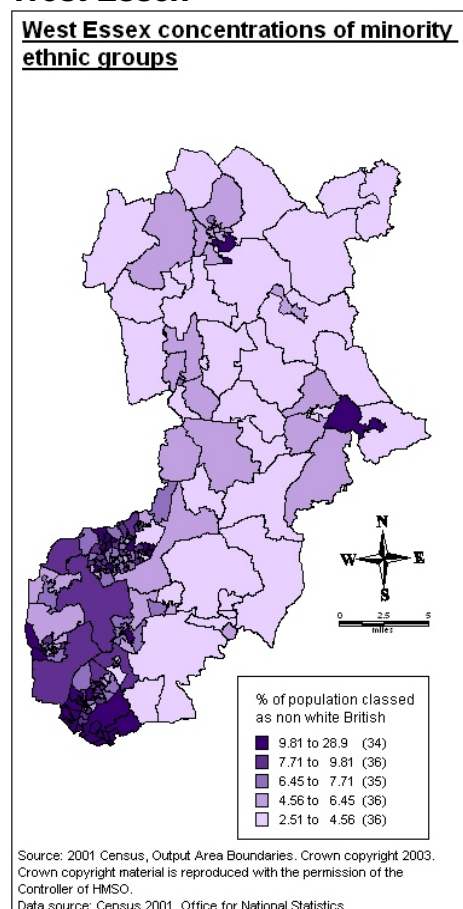 West Essex concentrations of minority
ethnic groups
N
W E
S
0 2.5 5
miles
% of population classed
as non white British
9.81 to 28.9 (34)
7.71 to 9.81 (36)
6.45 to 7.71 (35)
4.56 to 6.45 (36)
2.51 to 4.56 (36)
Source: 2001 Census, Output Area Boundaries. Crown copyright 2003.
Crown copyright material is reproduced with the permission of the
Controller of HMSO.
Data source: Census 2001, Office for National Statistics